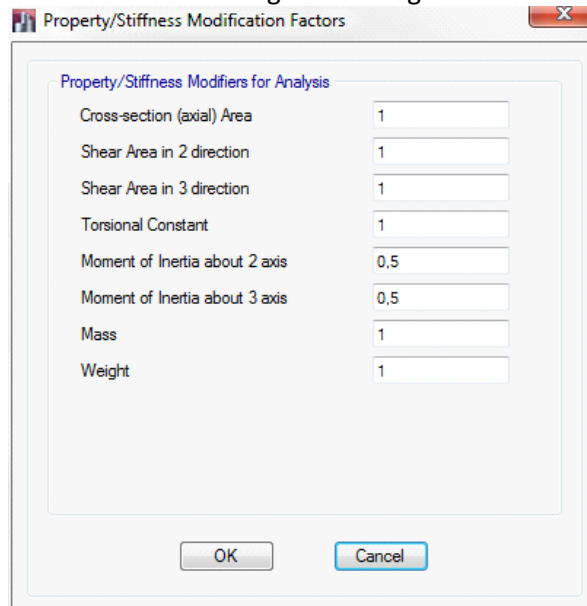 Property/Stiffness Modification Factors
Property/Stiffness Modifiers for Analysis
Cross-section (axial) Area 1
Shear Area in 2 direction 1
Shear Area in 3 direction 1
Torsional Constant 1
Moment of Inertia about 2 axis 0,5
Moment of Inertia about 3 axis 0,5
Mass 1
Weight 1
OK Cancel